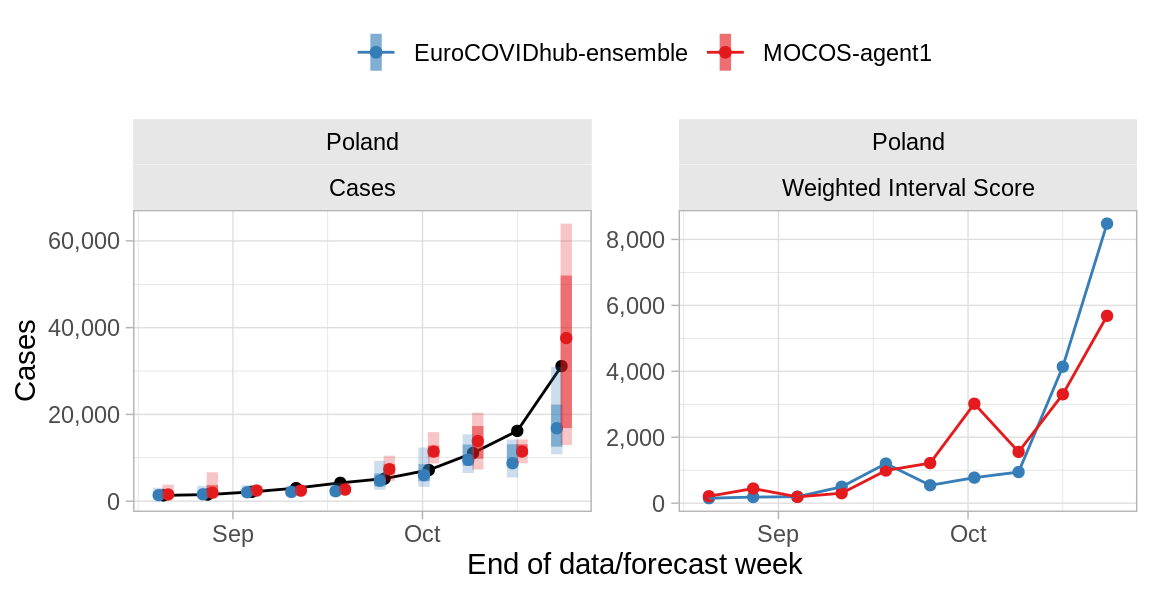 EuroCOVIDhub-ensemble MOCOS-agent1
Poland
Cases
Cases
60,000
40,000
20,000
0
Sep Oct
Poland
Weighted Interval Score
8,000
6,000
4,000
2,000
0
Sep Oct
End of data/forecast week